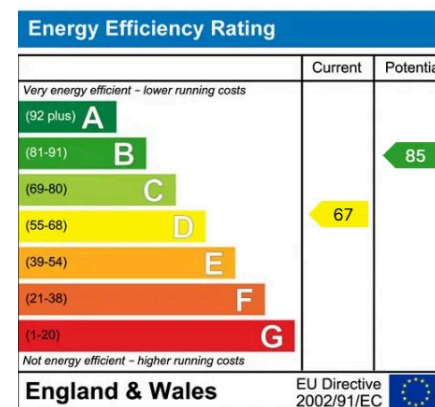 Energy Efficiency Rating
Current Potentia
Very energy efficient – lower running costs
(92 plus) A
(81-91) B
85
(69-80) C
(55-68) D
67
(39-54) E
(21-38) F
(1-20) G
Not energy efficient – higher running costs
England & Wales
EU Directive
2002/91/EC